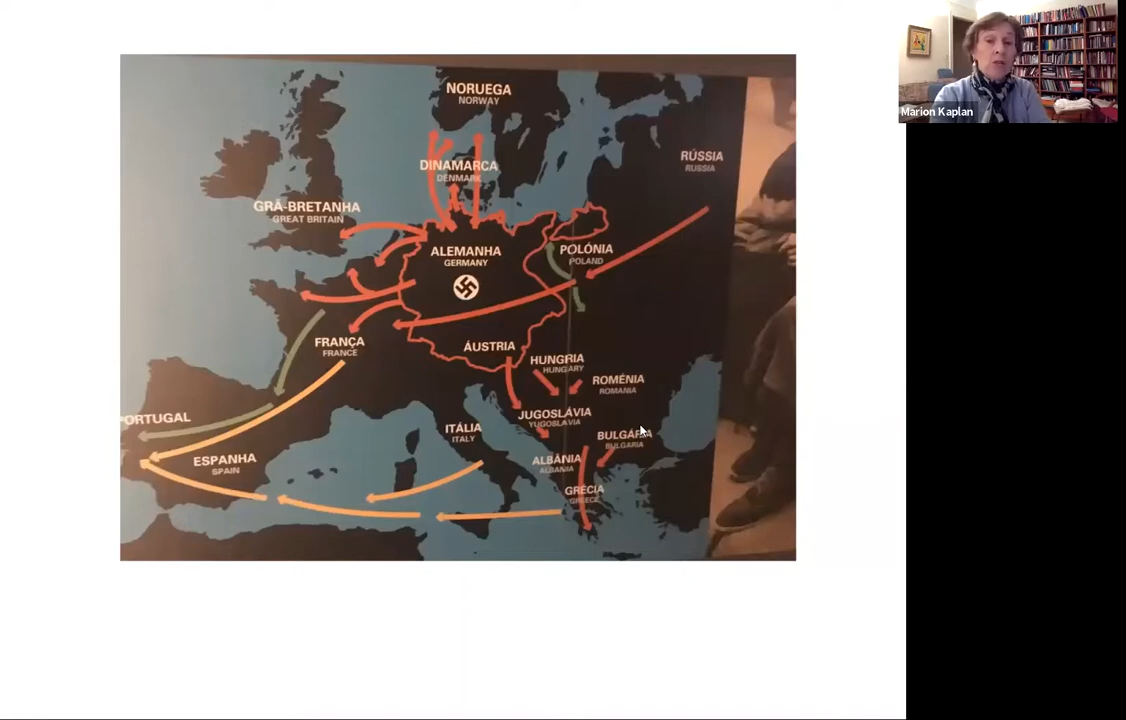 NORUEGA
NORWAY
DINAMARCA
DENMARK
RÚSSIA
RUSSIA
GRÃ-BRETANHA
GREAT BRITAIN
ALEMANHA
GERMANY
POLÓNIA
POLAND
FRANÇA
FRANCE
ÁUSTRIA
HUNGRIA
HUNGARY
ROMÉNIA
ROMANIA
PORTUGAL
JUGOSLÁVIA
YUGOSLAVIA
ITÁLIA
ITALY
BULGÁRIA
BULGARIA
ESPANHA
SPAIN
ALBÂNIA
ALBANIA
GRÉCIA
GREECE
Marion Kaplan